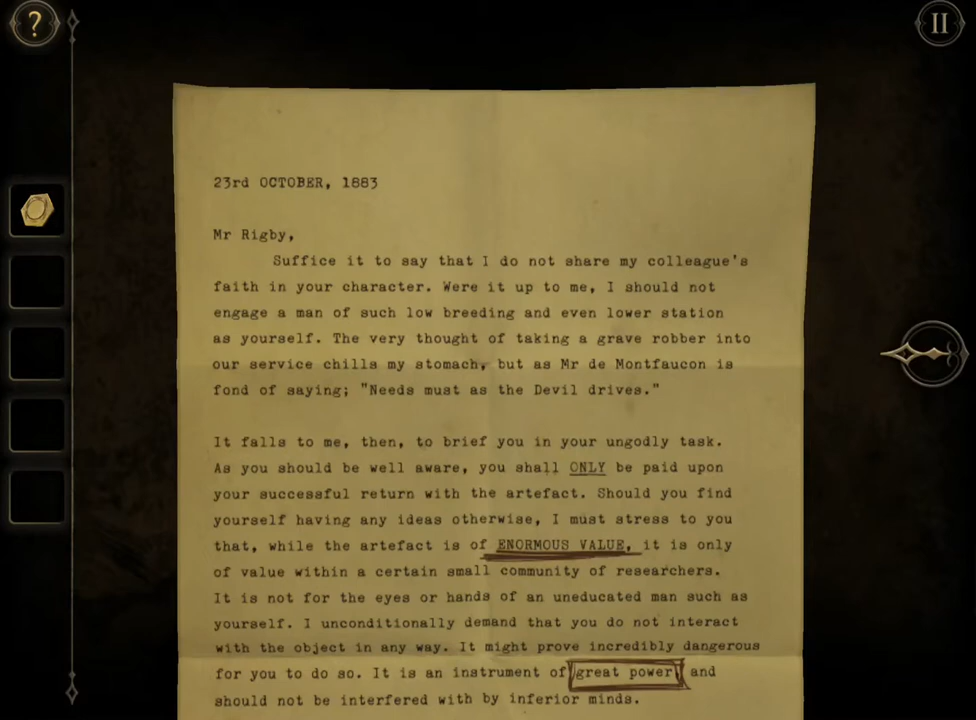 ?
II
23rd OCTOBER, 1883
Mr Rigby,
Suffice it to say that I do not share my colleague's
faith in your character. Were it up to me, I should not
engage a man of such low breeding and even lower station
as yourself. The very thought of taking a grave robber into
our service chills my stomach, but as Mr de Montfaucon is
fond of saying; "Needs must as the Devil drives."
It falls to me, then, to brief you in your ungodly task.
As you should be well aware, you shall ONLY be paid upon
your successful return with the artefact. Should you find
yourself having any ideas otherwise, I must stress to you
that, while the artefact is of ENORMOUS VALUE, it is only
of value within a certain small community of researchers.
It is not for the eyes or hands of an uneducated man such as
yourself. I unconditionally demand that you do not interact
with the object in any way. It might prove incredibly dangerous
for you to do so. It is an instrument of great power and
should not be interfered with by inferior minds.